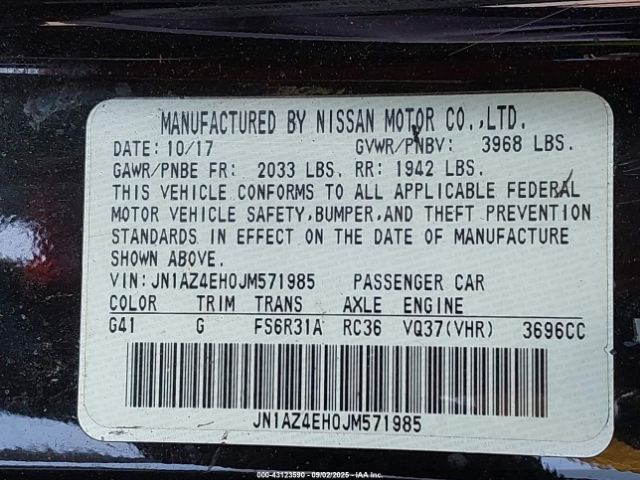 MANUFACTURED BY NISSAN MOTOR CO.,LTD.
DATE: 10/17 GVWR/PNBV: 3968 LBS.
GAWR/PNBE FR: 2033 LBS. RR: 1942 LBS.
THIS VEHICLE CONFORMS TO ALL APPLICABLE FEDERAL
MOTOR VEHICLE SAFETY,BUMPER,AND THEFT PREVENTION
STANDARDS IN EFFECT ON THE DATE OF MANUFACTURE
SHOWN ABOVE.
VIN:JN1AZ4EH0JM571985 PASSENGER CAR
COLOR TRIM TRANS AXLE ENGINE
G41 G FS6R31A RC36 VQ37(VHR) 3696CC
JN1AZ4EH0JM571985
000-43123590 - 09/02/2025 - IAA Inc.